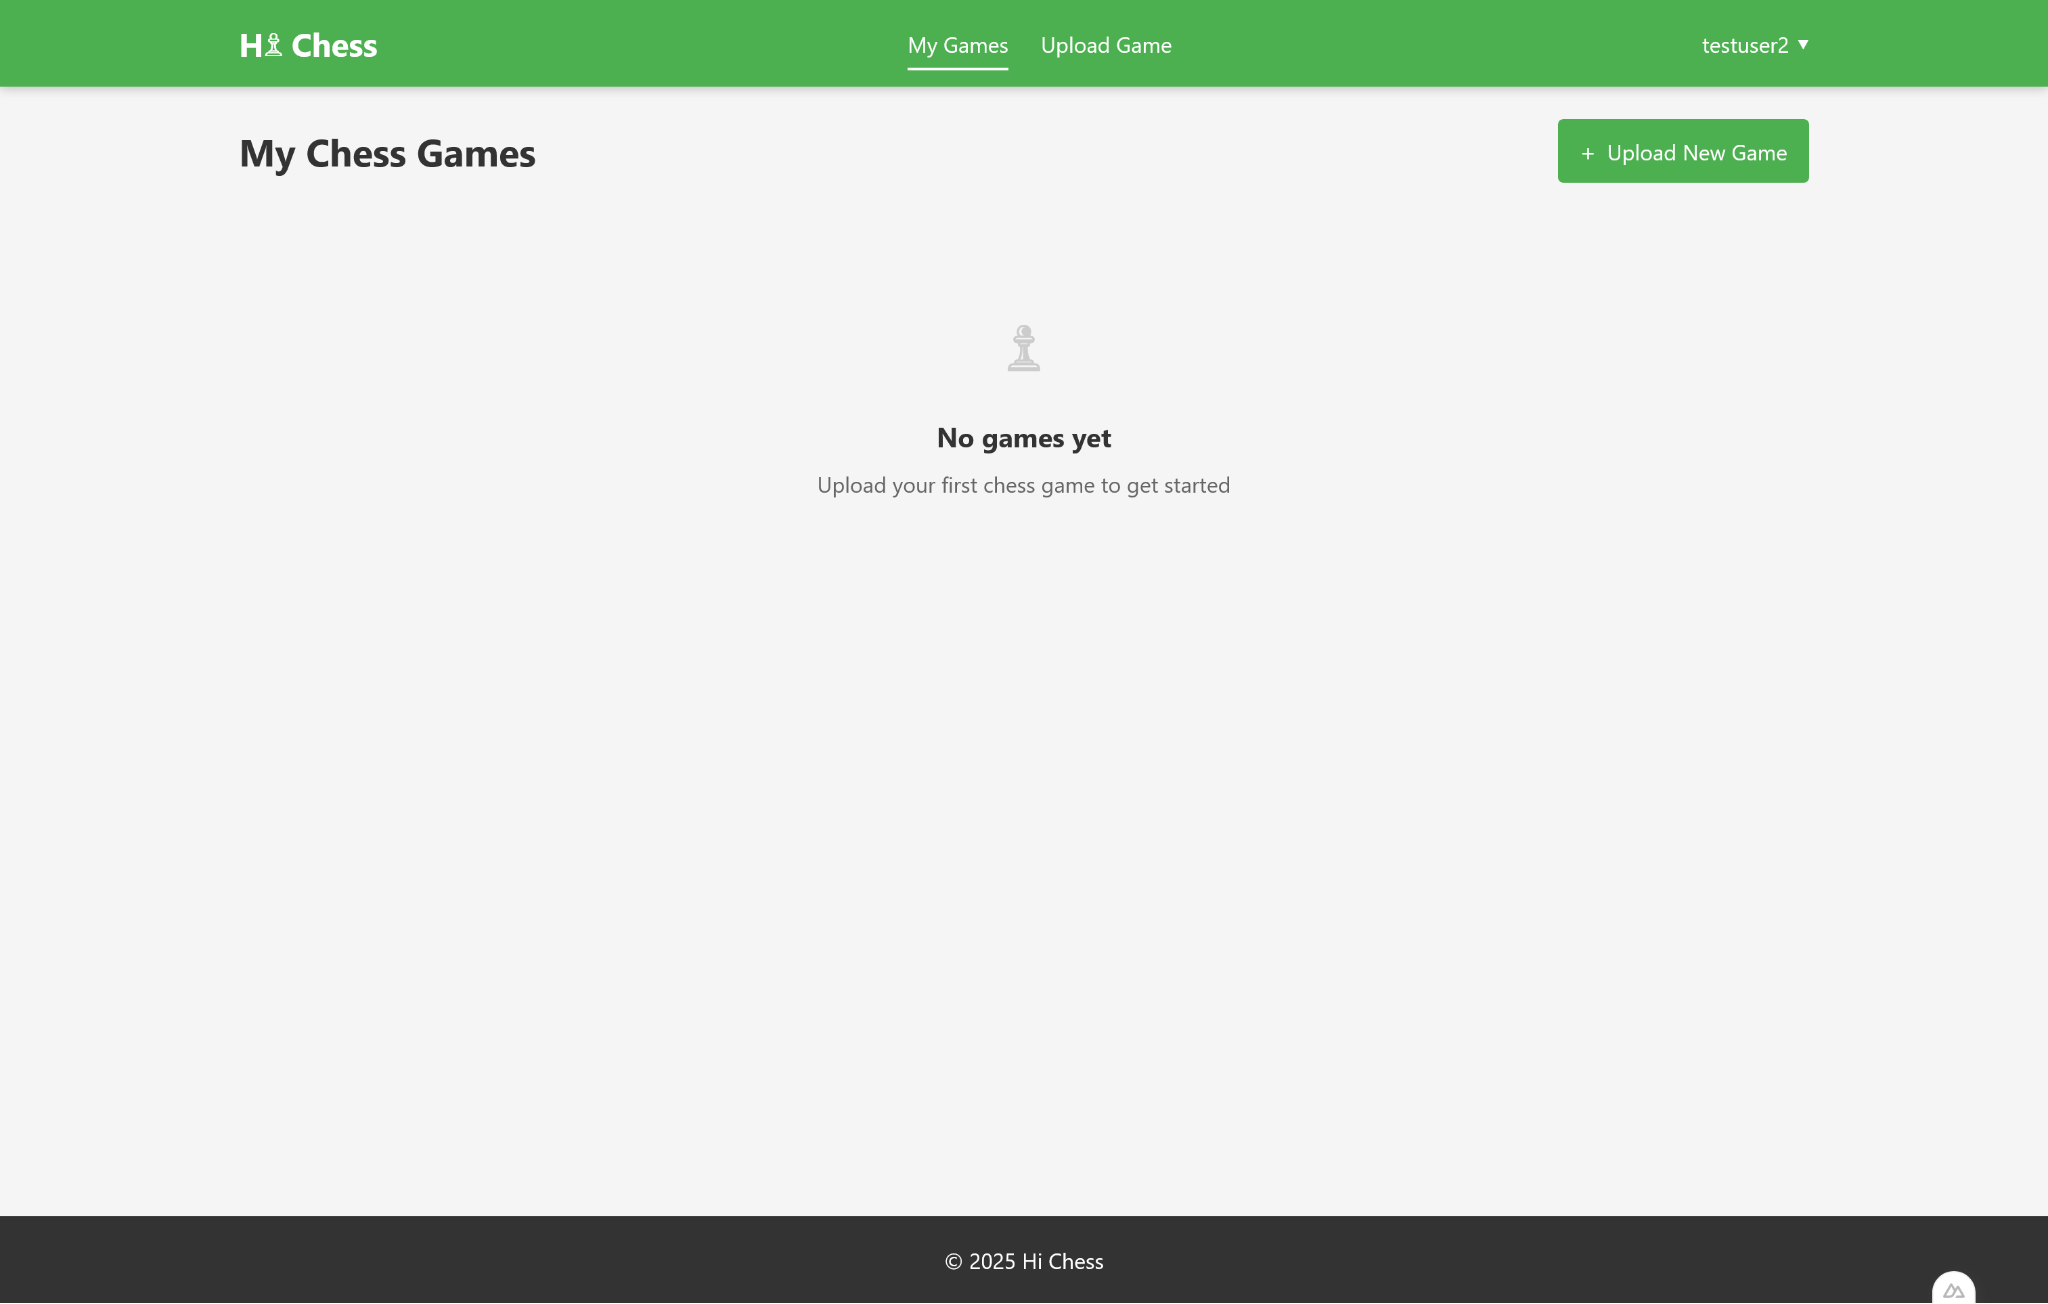 H♙ Chess
My Games
Upload Game
testuser2 ▼
My Chess Games
+ Upload New Game
No games yet
Upload your first chess game to get started
© 2025 Hi Chess